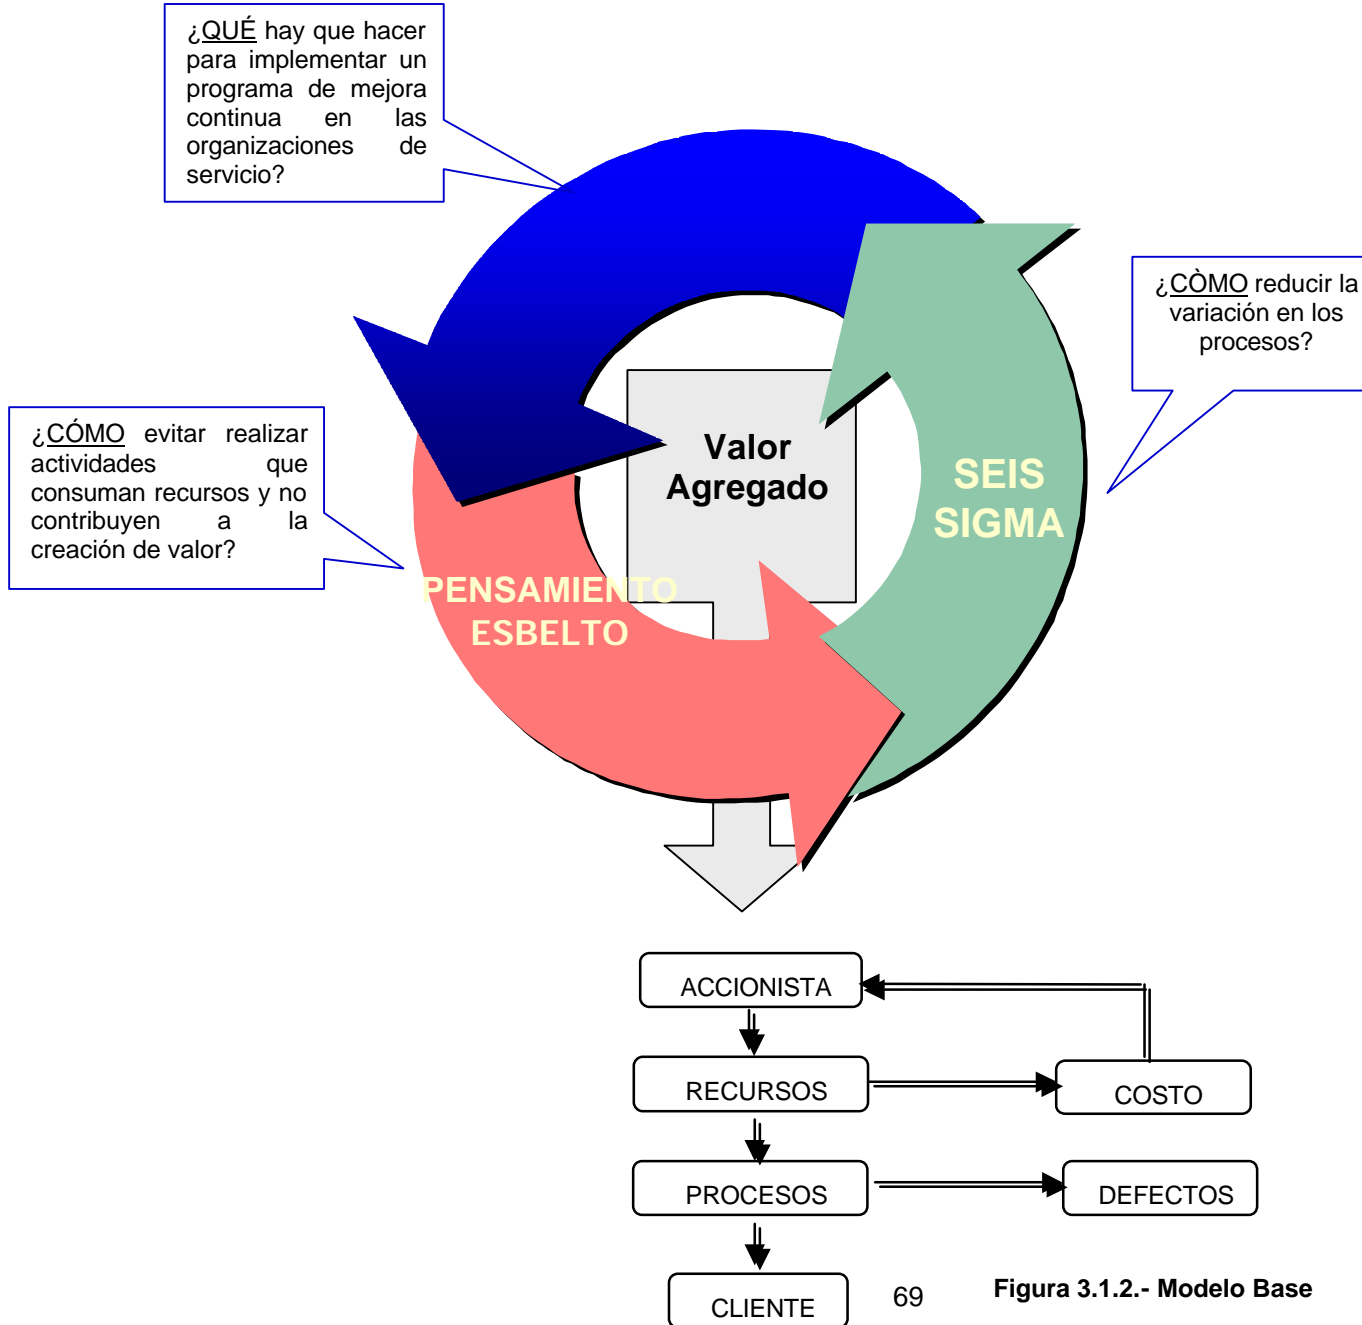 ¿QUÉ hay que hacer
para implementar un
programa de mejora
continua en las
organizaciones de
servicio?
¿CÒMO reducir la
variación en los
procesos?
¿CÓMO evitar realizar
actividades que
consuman recursos y no
contribuyen a la
creación de valor?
Valor
Agregado
SEIS
SIGMA
PENSAMIENTO
ESBELTO
ACCIONISTA
RECURSOS
COSTO
PROCESOS
DEFECTOS
CLIENTE
69
Figura 3.1.2.- Modelo Base